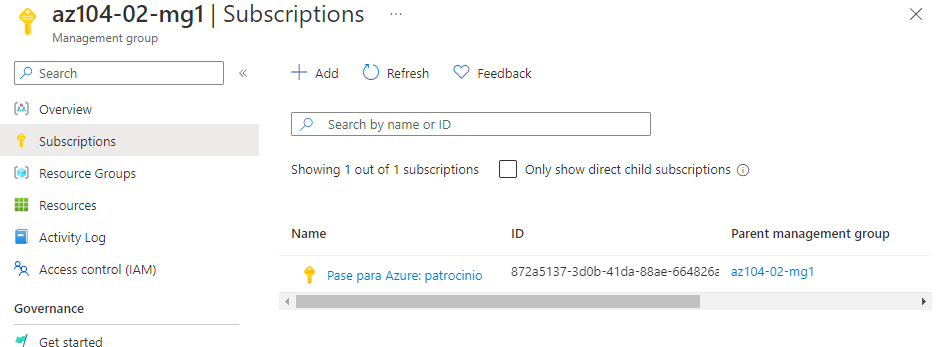 az104-02-mg1 | Subscriptions ...
Management group
Search
«
Add
Refresh
Feedback
Overview
Subscriptions
Resource Groups
Resources
Activity Log
Access control (IAM)
Governance
Get started
Search by name or ID
Showing 1 out of 1 subscriptions
Only show direct child subscriptions
Name ID Parent management group
Pase para Azure: patrocinio 872a5137-3d0b-41da-88ae-664826a az104-02-mg1